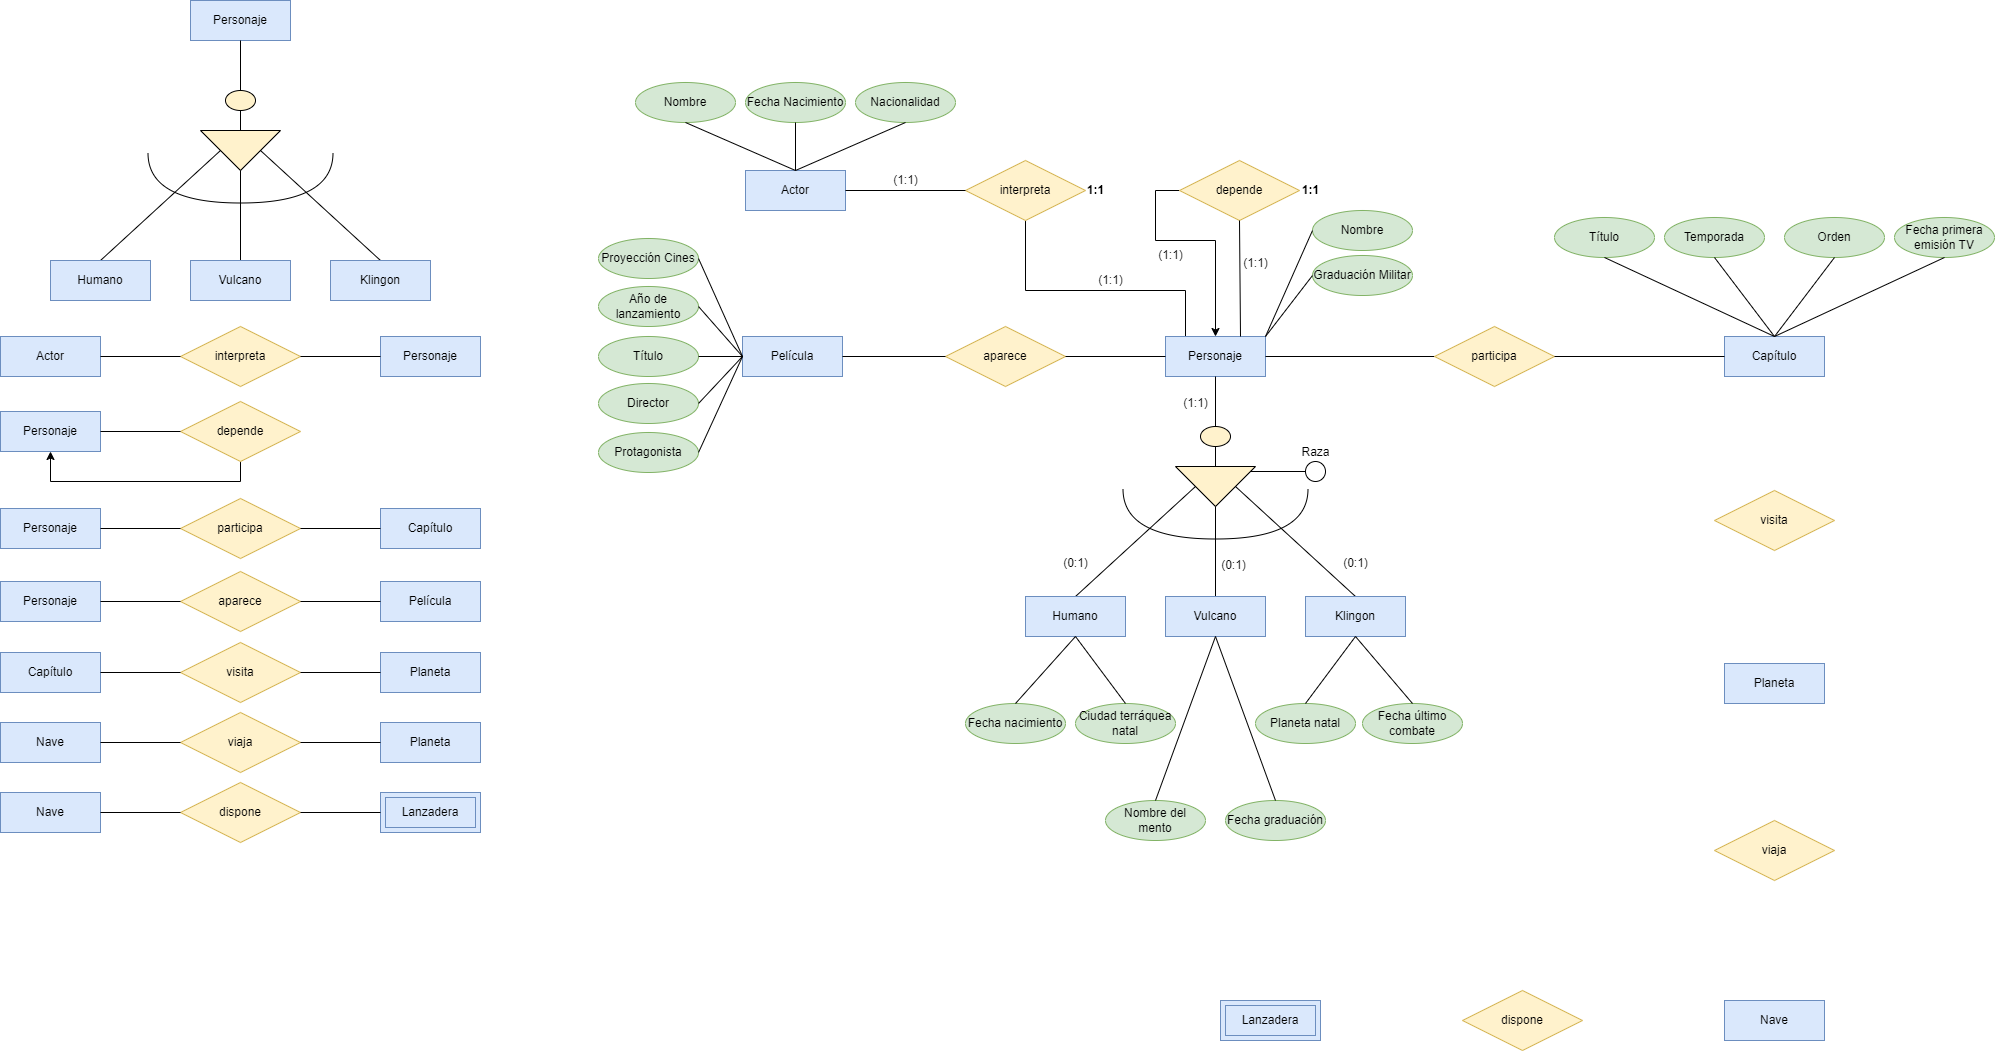 Personaje
Humano
Vulcano
Klingon
Actor
interpreta
Personaje
Personaje
depende
Personaje
participa
Capítulo
Personaje
aparece
Película
Capítulo
visita
Planeta
Nave
viaja
Planeta
Nave
dispone
Lanzadera
Nombre
Fecha Nacimiento
Nacionalidad
Actor
(1:1)
interpreta
1:1
(1:1)
depende
1:1
(1:1)
(1:1)
Nombre
Graduación Militar
Proyección Cines
Año de
lanzamiento
Título
Director
Protagonista
Película
aparece
Personaje
participa
Capítulo
Título
Temporada
Orden
Fecha primera
emisión TV
(1:1)
Raza
(0:1)
(0:1)
(0:1)
Humano
Vulcano
Klingon
Fecha nacimiento
Ciudad terráquea
natal
Planeta natal
Fecha último
combate
Nombre del
mento
Fecha graduación
visita
Planeta
viaja
Lanzadera
dispone
Nave